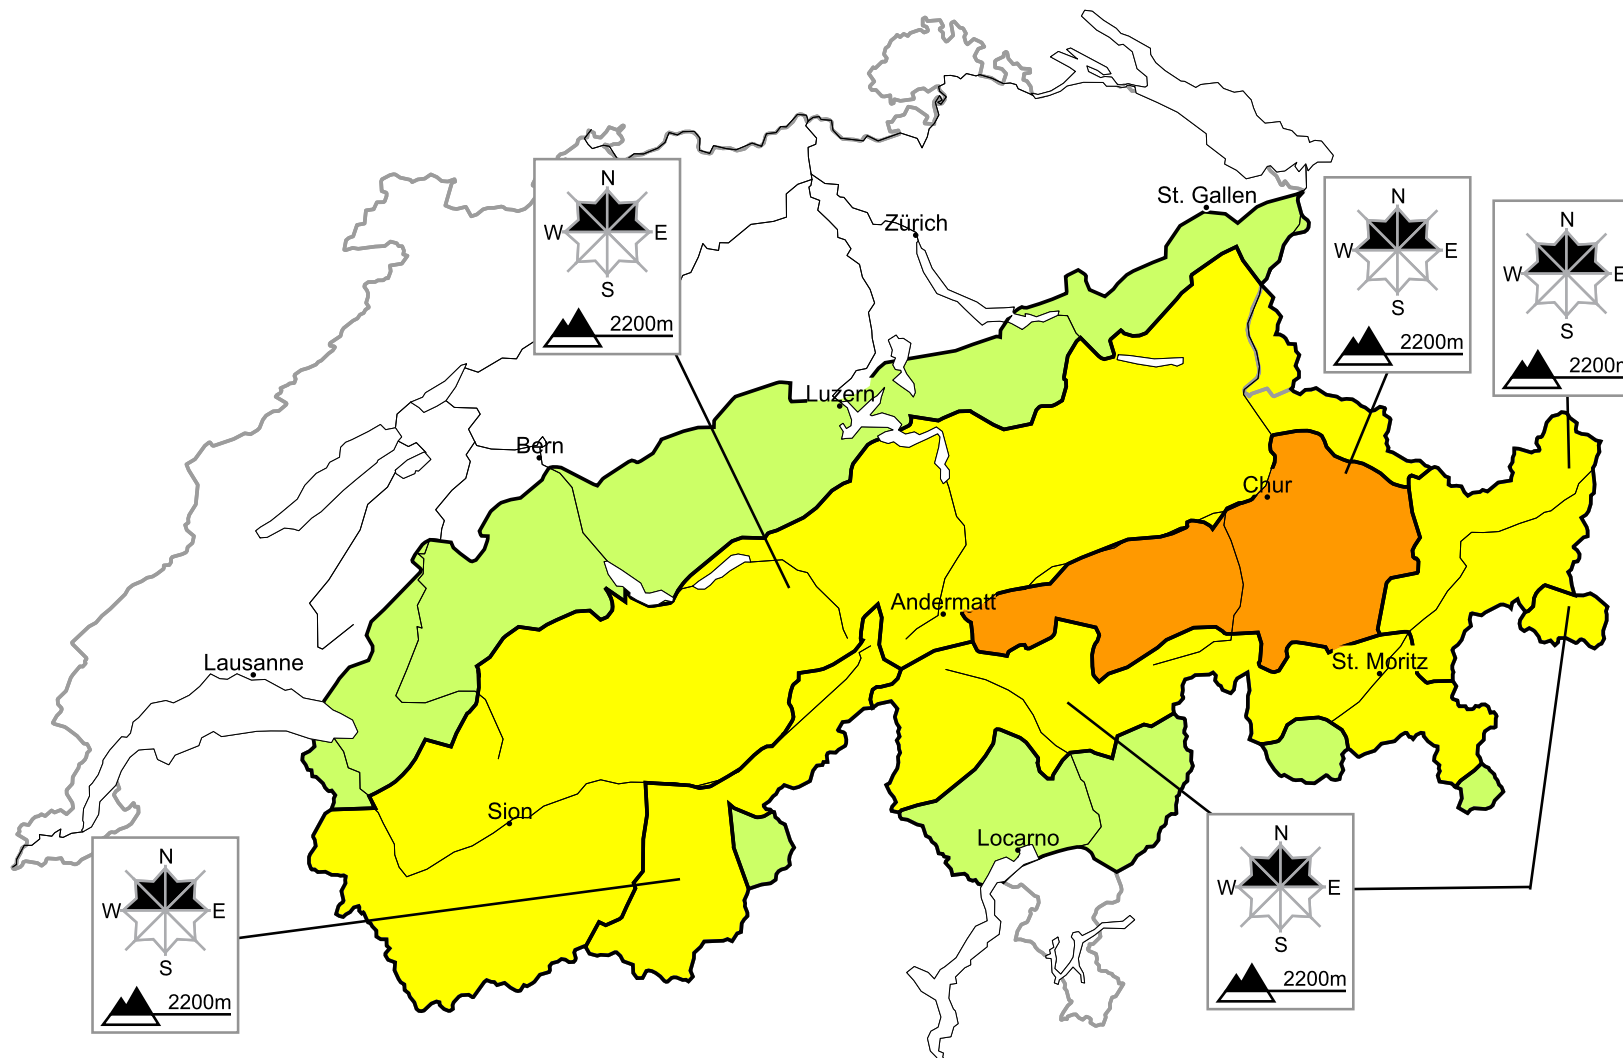 N
W E
S
2200m
St. Gallen
Zürich
N
W E
S
2200m
N
W E
S
2200m
Luzern
Bern
Chur
Andermatt
Lausanne
St. Moritz
Sion
Locarno
N
W E
S
2200m
N
W E
S
2200m